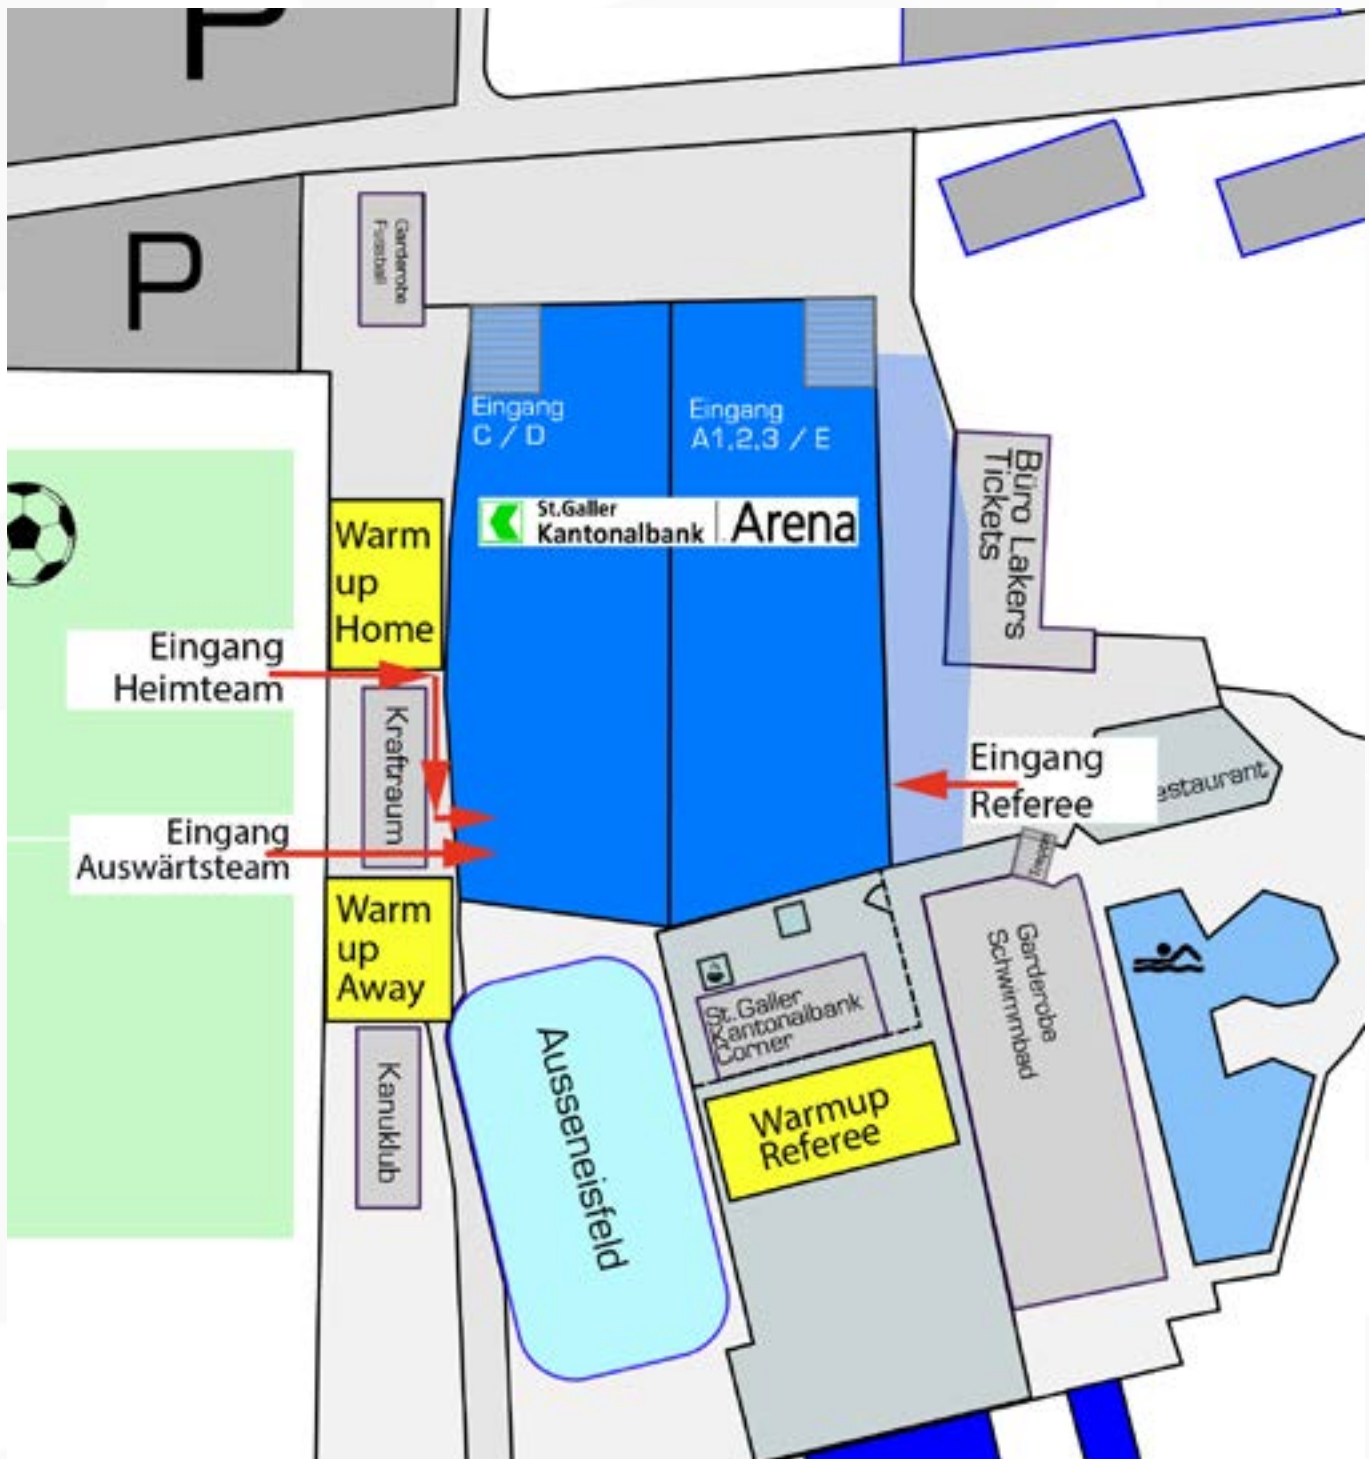 P
P
Garderobe
Fussball
Eingang
C / D
Eingang
A1,2,3 / E
St.Galler
Kantonalbank
Arena
Büro Lakers
Tickets
Warm
up
Home
Eingang
Heimteam
Kraftraum
Eingang
Auswärtsteam
Eingang
Referee
estaurant
Warm
up
Away
Garderobe
Schwimmbad
St.Galler
Kantonalbank
Corner
Warmup
Referee
Ausseneisfeld
Kanuklub